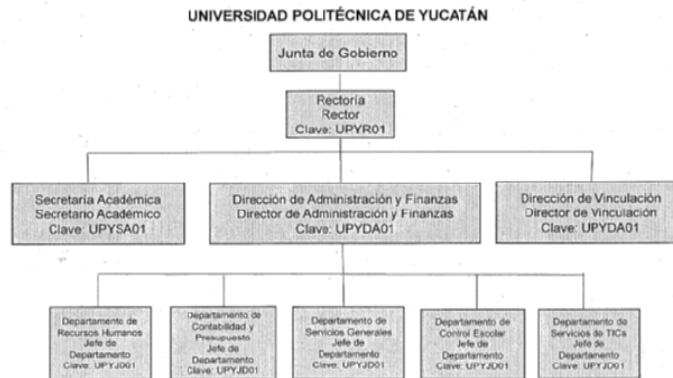 UNIVERSIDAD POLITÉCNICA DE YUCATÁN
Junta de Gobierno
Rectoría
Rector
Clave: UPYR01
Secretaría Académica
Secretario Académico
Clave: UPYSA01
Dirección de Administración y Finanzas
Director de Administración y Finanzas
Clave: UPYDA01
Dirección de Vinculación
Director de Vinculación
Clave: UPYDA01
Departamento de
Recursos Humanos
Jefe de
Departamento
Clave: UPYJD01
Departamento de
Contabilidad y
Presupuesto
Jefe de
Departamento
Clave: UPYJD01
Departamento de
Servicios Generales
Jefe de
Departamento
Clave: UPYJD01
Departamento de
Control Escolar
Jefe de
Departamento
Clave: UPYJD01
Departamento de
Servicios de TICs
Jefe de
Departamento
Clave: UPYJD01